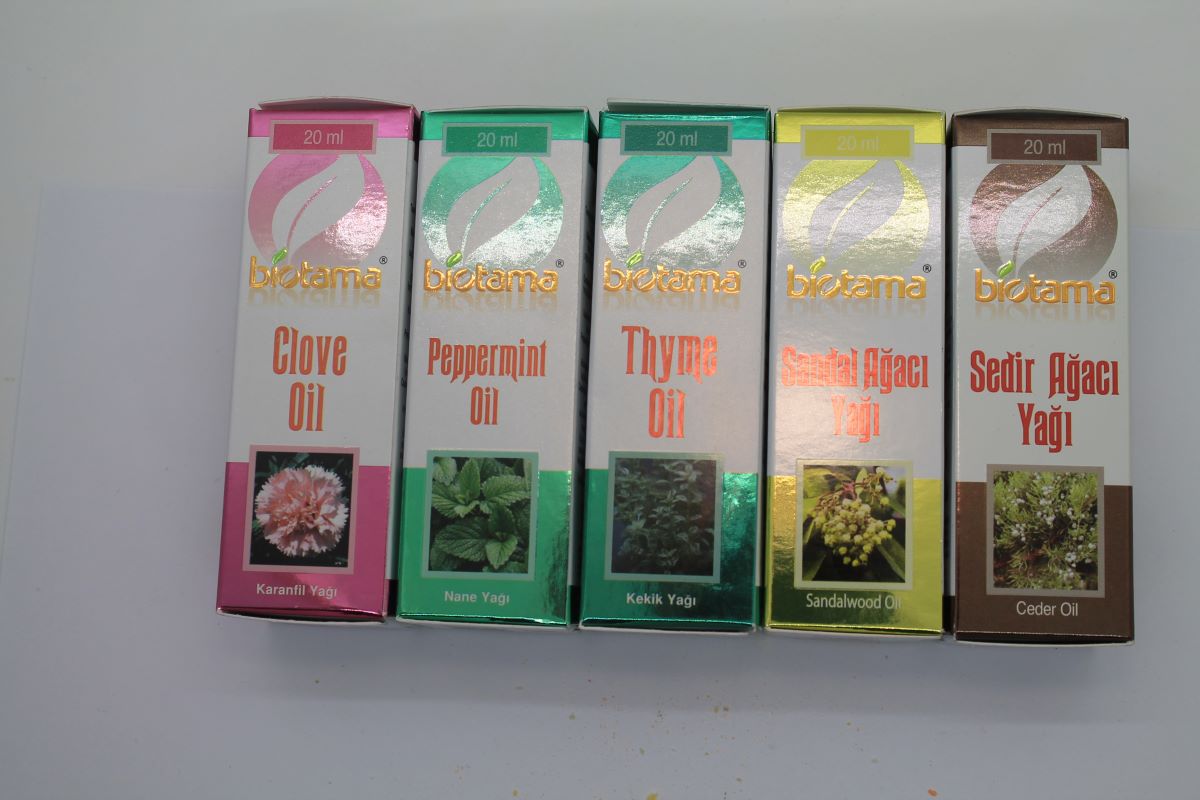 20 ml
biotama®
Clove
Oil
Karanfil Yağı
20 ml
biotama®
Peppermint
Oil
Nane Yağı
20 ml
biotama®
Thyme
Oil
Kekik Yağı
20 ml
biotama®
Sandal Ağacı
Yağı
Sandalwood Oil
20 ml
biotama®
Sedir Ağacı
Yağı
Ceder Oil